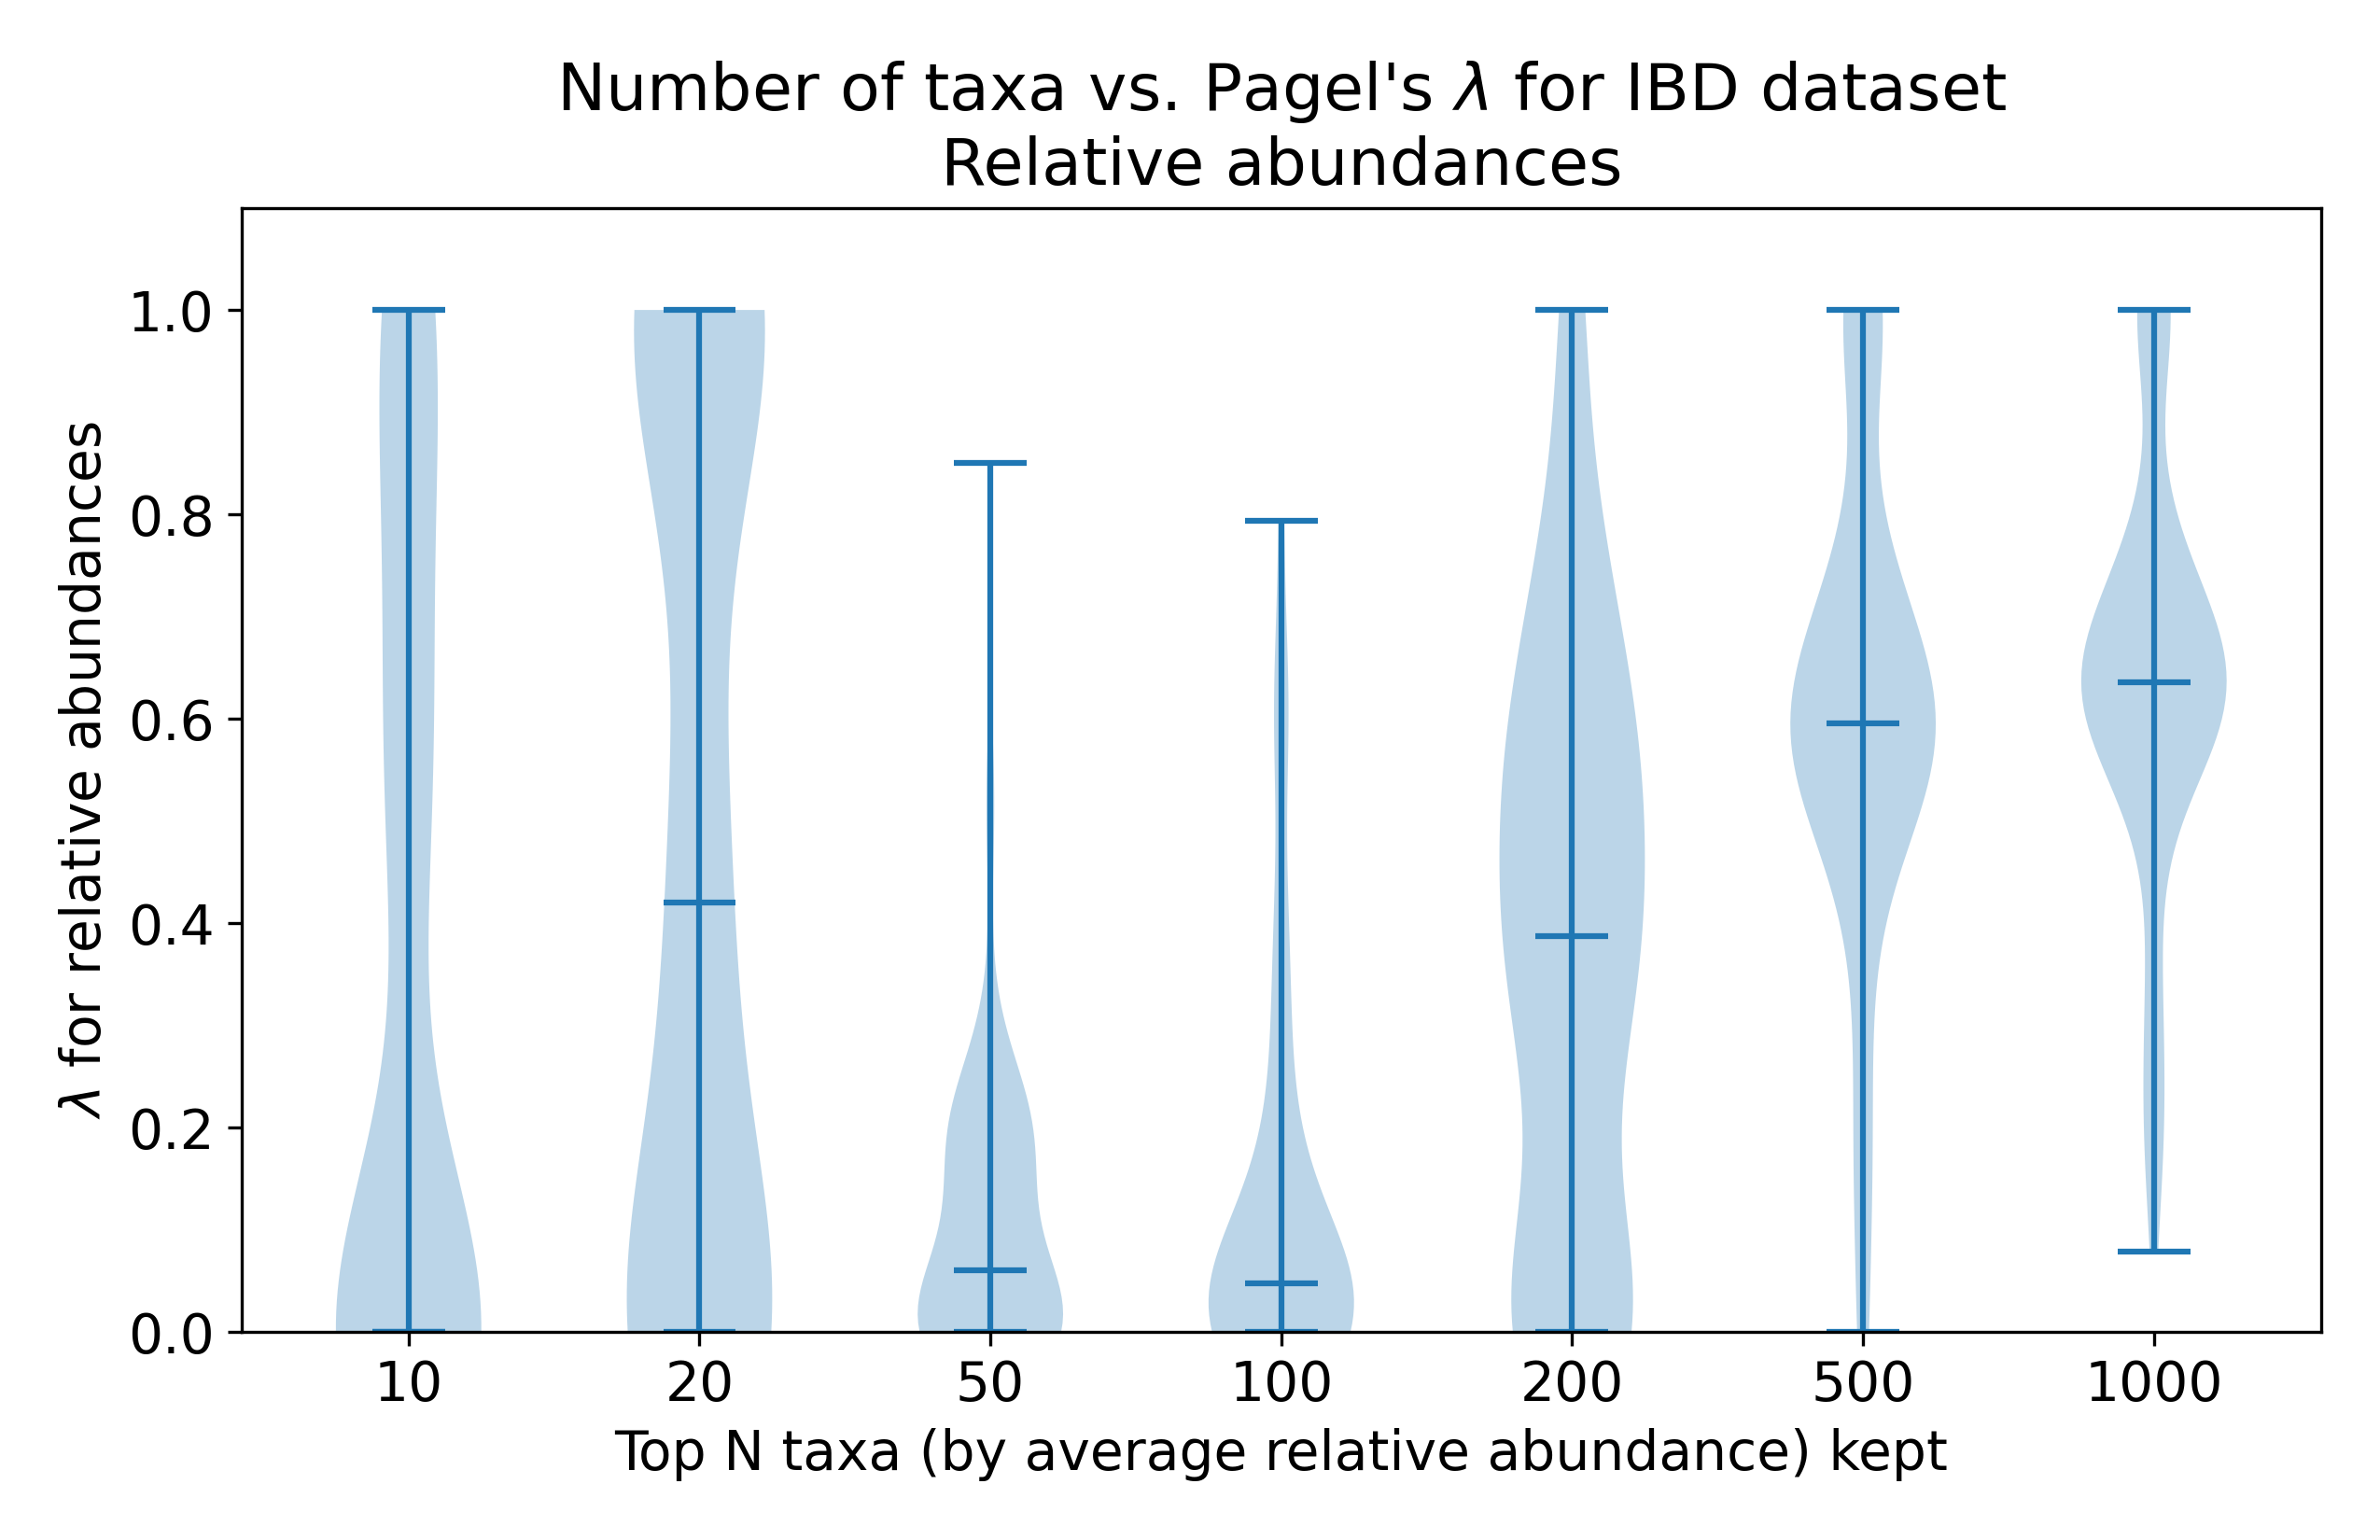 Number of taxa vs. Pagel's λ for IBD dataset
Relative abundances
λ for relative abundances
1.0
0.8
0.6
0.4
0.2
0.0
10 20 50 100 200 500 1000
Top N taxa (by average relative abundance) kept